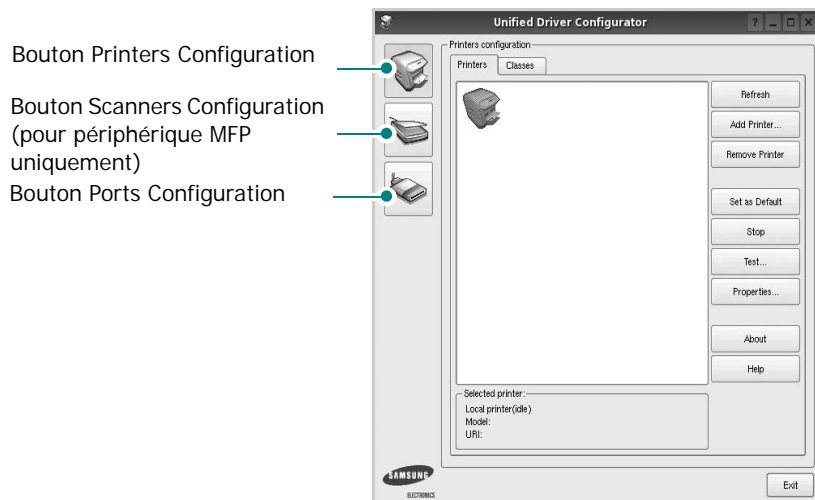 Unified Driver Configurator
?
Bouton Printers Configuration
Bouton Scanners Configuration
(pour périphérique MFP
uniquement)
Bouton Ports Configuration
Printers configuration
Printers
Classes
Refresh
Add Printer...
Remove Printer
Set as Default
Stop
Test...
Properties...
About
Help
Selected printer:
Local printer(idle)
Model:
URI:
SAMSUNG
ELECTRONICS
Exit